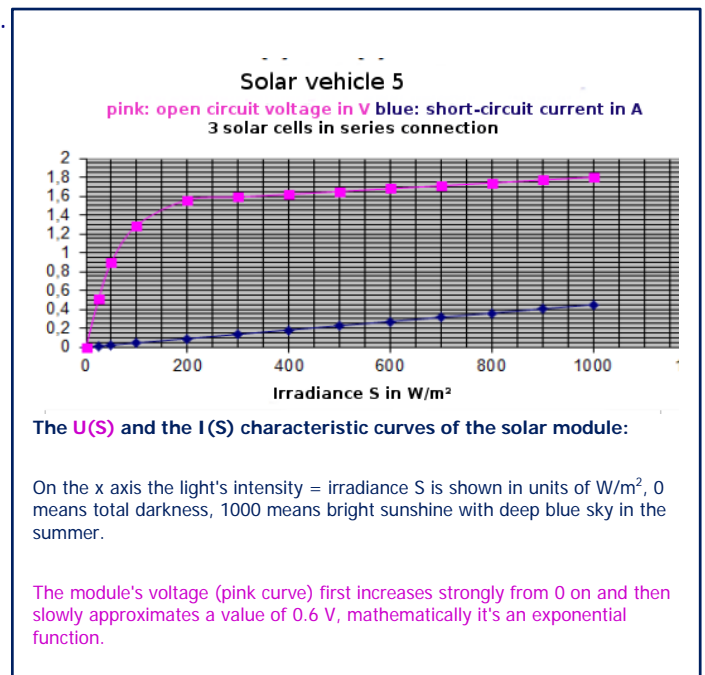 .
Solar vehicle 5
pink: open circuit voltage in V blue: short-circuit current in A
3 solar cells in series connection
2
1,8
1,6
1,4
1,2
1
0,8
0,6
0,4
0,2
0
0 200 400 600 800 1000
Irradiance S in W/m²
The U(S) and the I(S) characteristic curves of the solar module:
On the x axis the light's intensity = irradiance S is shown in units of W/m², 0
means total darkness, 1000 means bright sunshine with deep blue sky in the
summer.
The module's voltage (pink curve) first increases strongly from 0 on and then
slowly approximates a value of 0.6 V, mathematically it's an exponential
function.